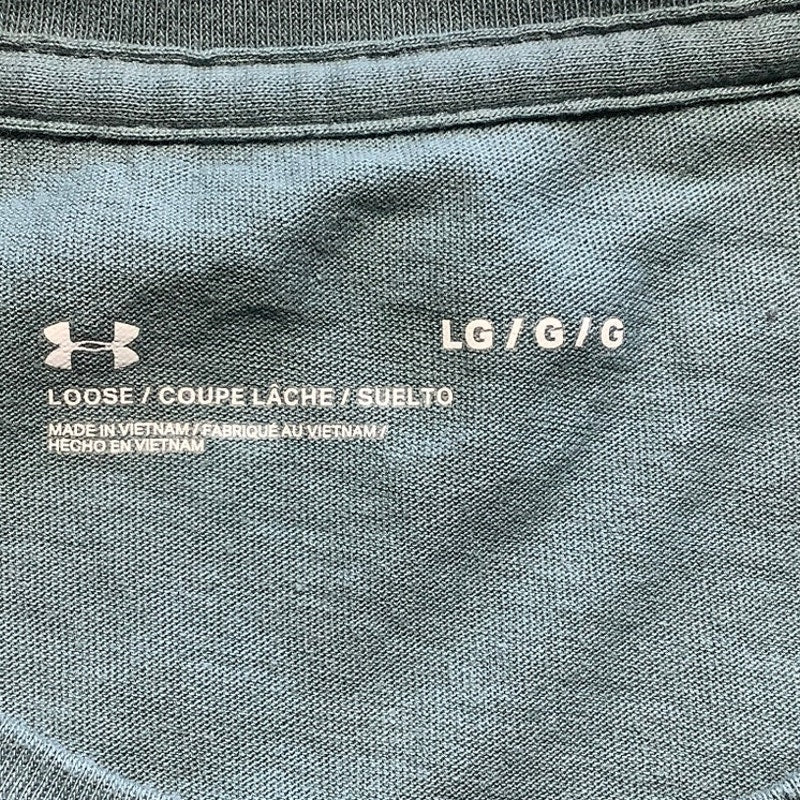 LG / G / G
LOOSE / COUPE LÂCHE / SUELTO
MADE IN VIETNAM / FABRIQUÉ AU VIETNAM /
HECHO EN VIETNAM